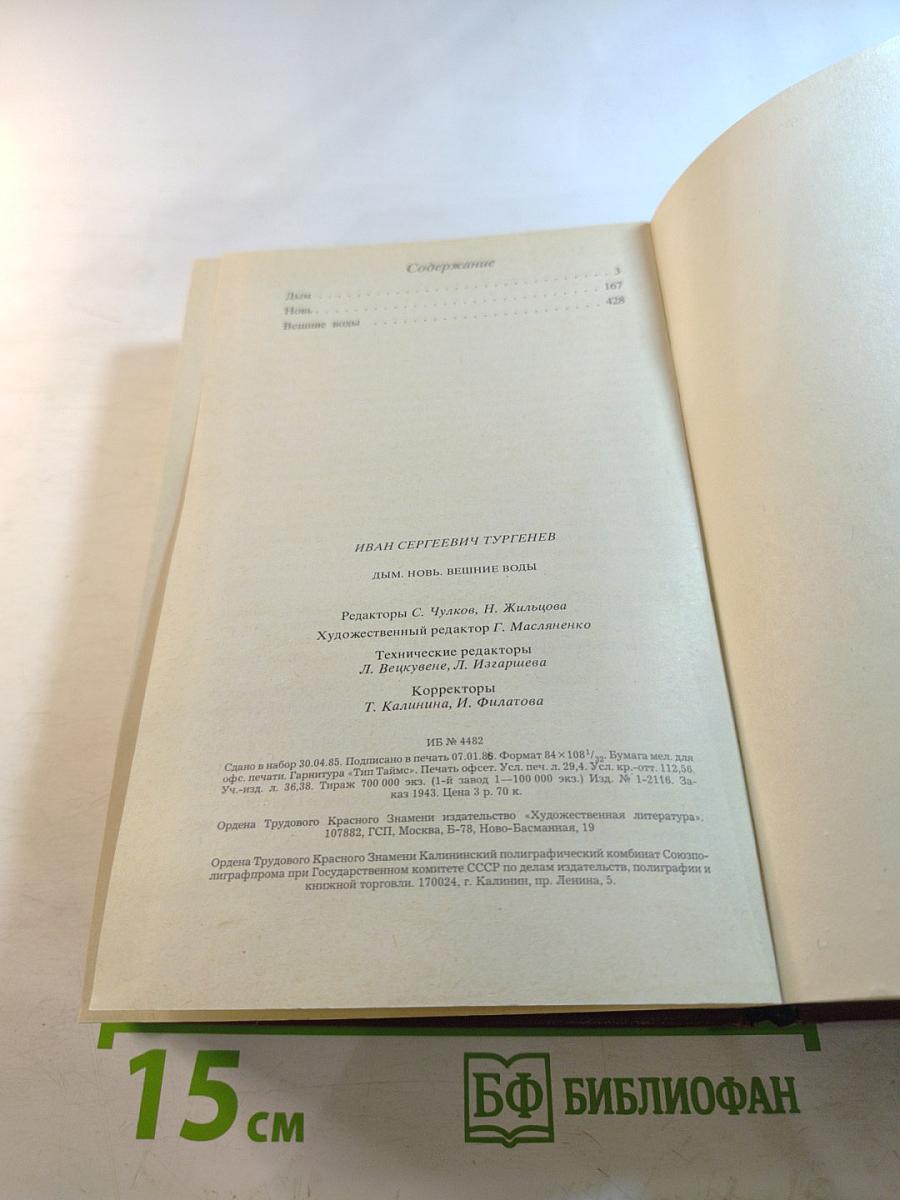 Содержание
Дым . . . . . . . . . . . . . . . . . . . . . . . . . . . . 3
Новь . . . . . . . . . . . . . . . . . . . . . . . . . . . . 167
Вешние воды . . . . . . . . . . . . . . . . . . . . . . . . 428
ИВАН СЕРГЕЕВИЧ ТУРГЕНЕВ
ДЫМ. НОВЬ. ВЕШНИЕ ВОДЫ
Редакторы С. Чулков, Н. Жильцова
Художественный редактор Г. Масляненко
Технические редакторы
Л. Вецкувене, Л. Изгаршева
Корректоры
Т. Калинина, И. Филатова
ИБ № 4482
Сдано в набор 30.04.85. Подписано в печать 07.01.86. Формат 84×108¹/₃₂. Бумага мел. для
офс. печати. Гарнитура «Тип Таймс». Печать офсет. Усл. печ. л. 29,4. Усл. кр.-отт. 112,56.
Уч.-изд. л. 36,38. Тираж 700 000 экз. (1-й завод 1—100 000 экз.) Изд. № 1-2116. За-
каз 1943. Цена 3 р. 70 к.
Ордена Трудового Красного Знамени издательство «Художественная литература».
107882, ГСП, Москва, Б-78, Ново-Басманная, 19
Ордена Трудового Красного Знамени Калининский полиграфический комбинат Союзпо-
лиграфпрома при Государственном комитете СССР по делам издательств, полиграфии и
книжной торговли. 170024, г. Калинин, пр. Ленина, 5.
15 см
БФ БИБЛИОФАН